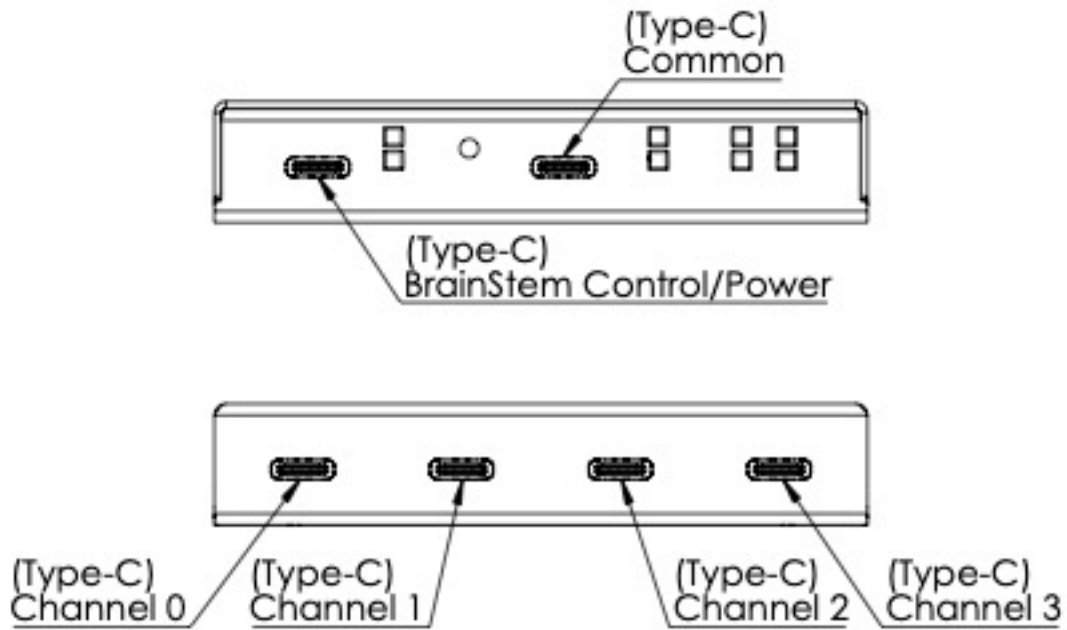 (Type-C)
Common
(Type-C)
BrainStem Control/Power
(Type-C)
Channel 0
(Type-C)
Channel 1
(Type-C)
Channel 2
(Type-C)
Channel 3